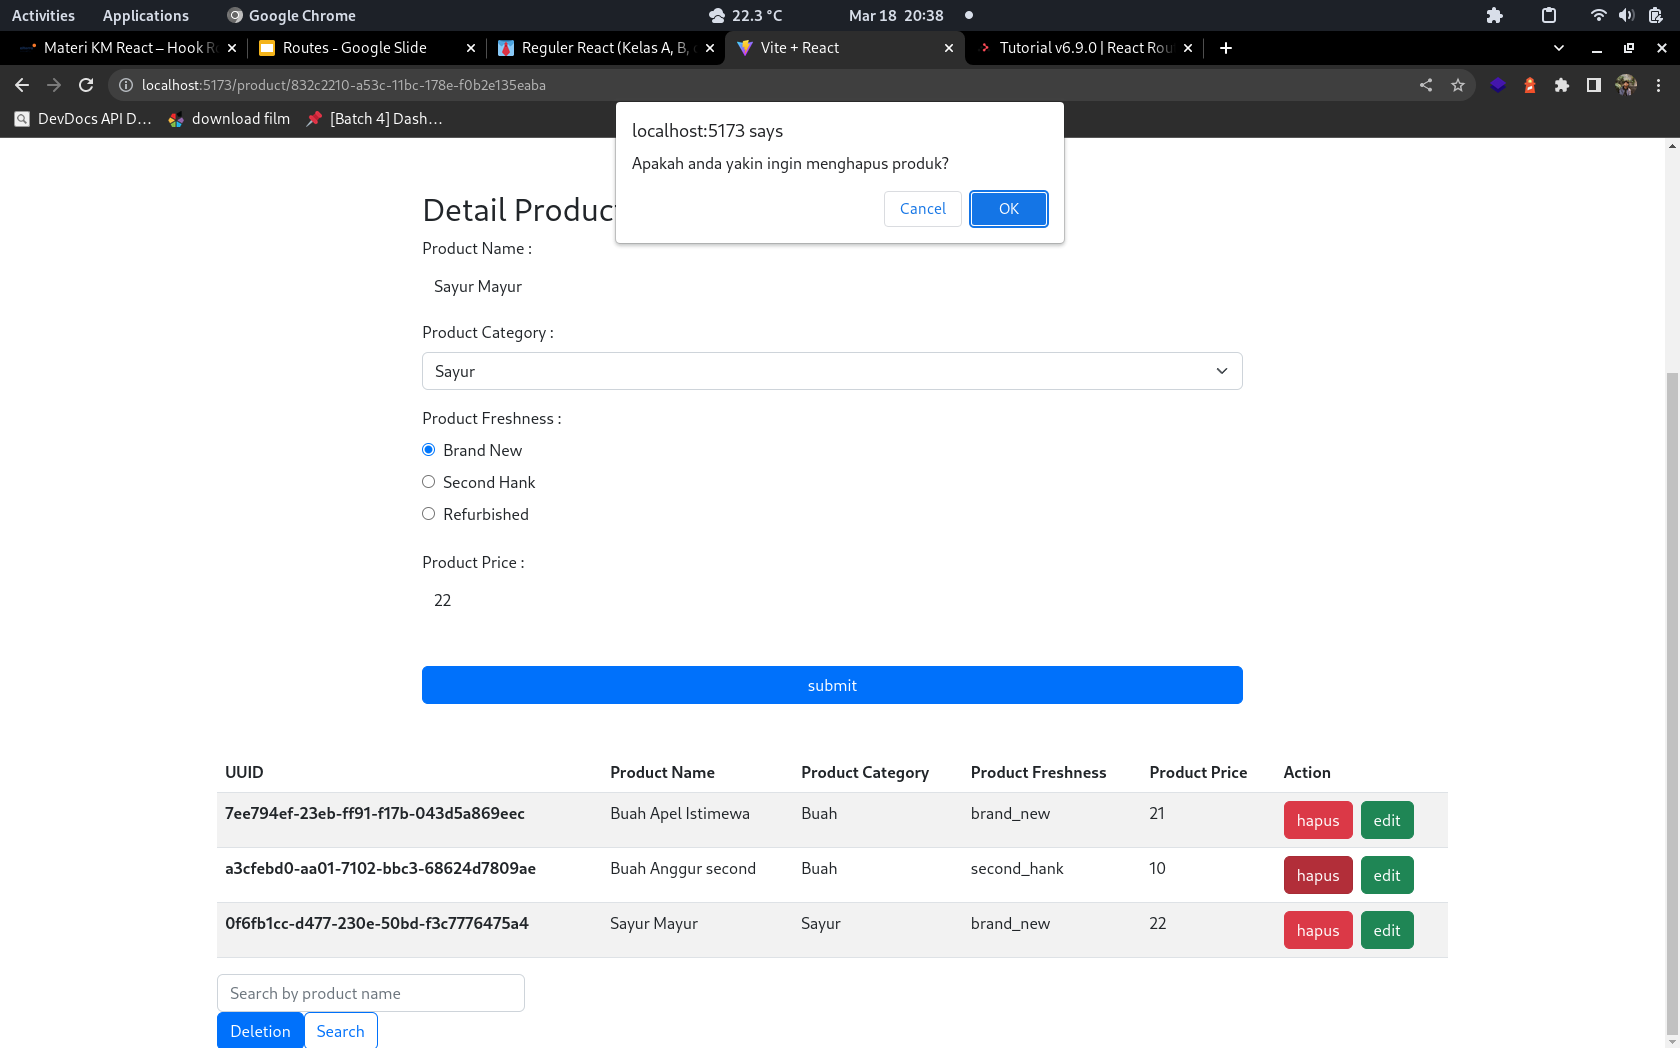 Activities Applications Google Chrome 22.3 °C Mar 18 20:38
Materi KM React – Hook R Routes - Google Slide Reguler React (Kelas A, B, Vite + React Tutorial v6.9.0 | React Rou
localhost:5173/product/832c2210-a53c-11bc-178e-f0b2e135eaba
DevDocs API D... download film [Batch 4] Dash...
localhost:5173 says
Apakah anda yakin ingin menghapus produk?
Cancel OK
Detail Product
Product Name :
Sayur Mayur
Product Category :
Sayur
Product Freshness :
Brand New
Second Hank
Refurbished
Product Price :
22
submit
UUID Product Name Product Category Product Freshness Product Price Action
7ee794ef-23eb-ff91-f17b-043d5a869eec Buah Apel Istimewa Buah brand_new 21 hapus edit
a3cfebd0-aa01-7102-bbc3-68624d7809ae Buah Anggur second Buah second_hank 10 hapus edit
0f6fb1cc-d477-230e-50bd-f3c7776475a4 Sayur Mayur Sayur brand_new 22 hapus edit
Search by product name
Deletion Search